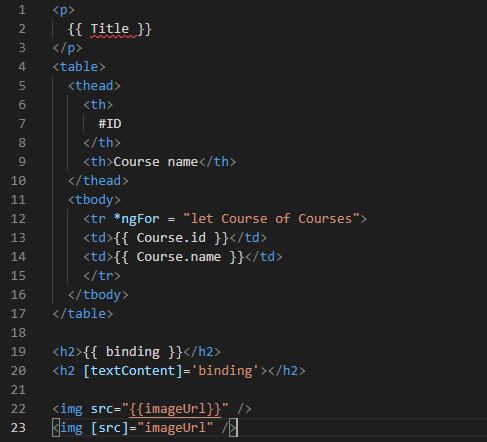 1 <p>
2 {{ Title }}
3 </p>
4 <table>
5 <thead>
6 <th>
7 #ID
8 </th>
9 <th>Course name</th>
10 </thead>
11 <tbody>
12 <tr *ngFor = "let Course of Courses">
13 <td>{{ Course.id }}</td>
14 <td>{{ Course.name }}</td>
15 </tr>
16 </tbody>
17 </table>
18
19 <h2>{{ binding }}</h2>
20 <h2 [textContent]='binding'></h2>
21
22 <img src="{{imageUrl}}" />
23 <img [src]="imageUrl" />